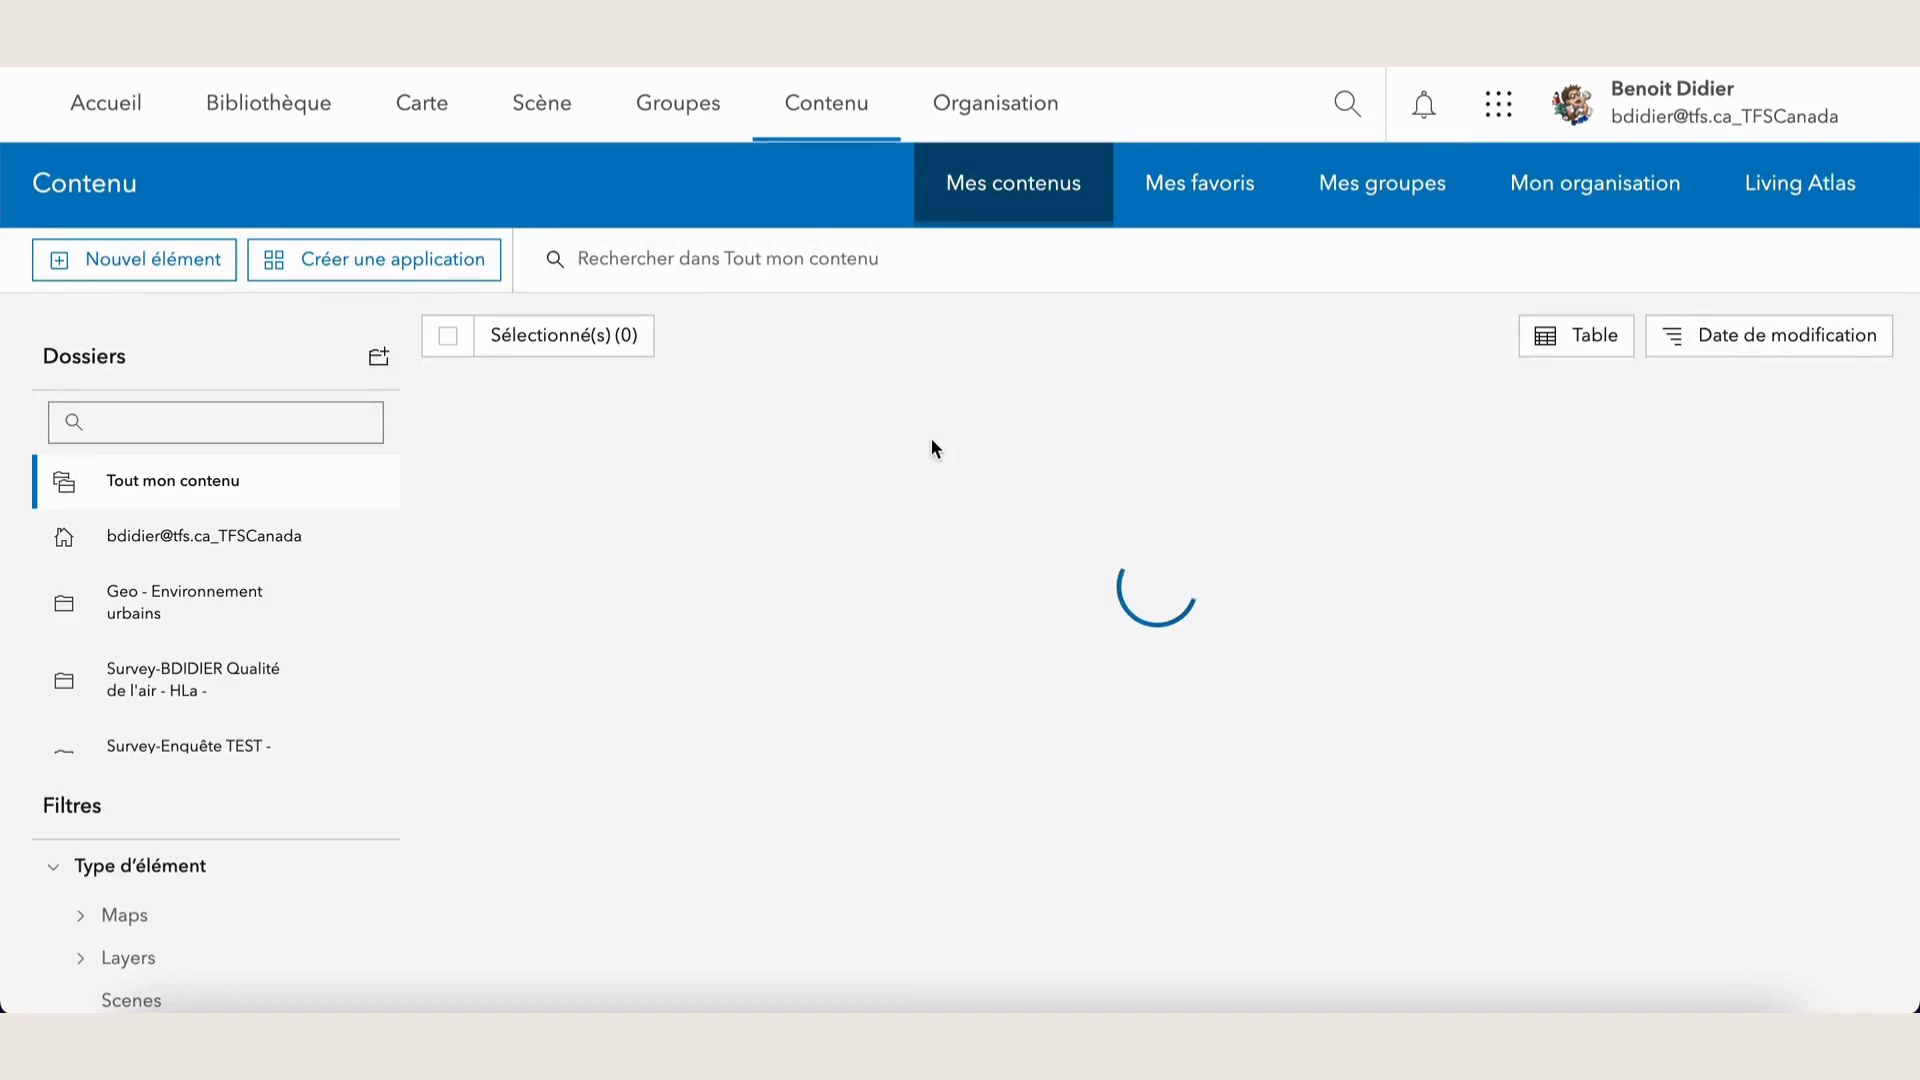 Accueil
Bibliothèque
Carte
Scène
Groupes
Contenu
Organisation
Benoit Didier
bdidier@tfs.ca_TFSCanada
Contenu
Mes contenus
Mes favoris
Mes groupes
Mon organisation
Living Atlas
Nouvel élément
Créer une application
Rechercher dans Tout mon contenu
Dossiers
Sélectionné(s) (0)
Table
Date de modification
Tout mon contenu
bdidier@tfs.ca_TFSCanada
Geo - Environnement
urbains
Survey-BDIDIER Qualité
de l'air - HLa -
Survey-Enquête TEST -
Filtres
Type d’élément
Maps
Layers
Scenes